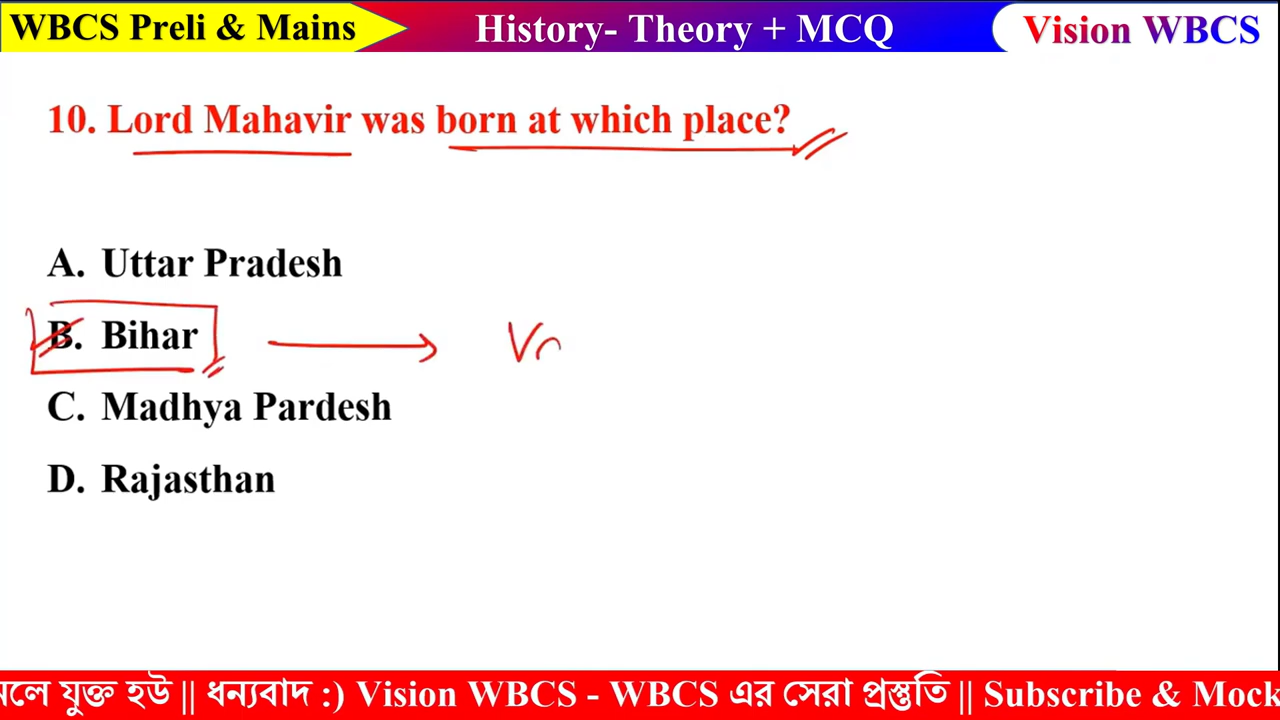 WBCS Preli & Mains
History- Theory + MCQ
Vision WBCS
10. Lord Mahavir was born at which place?
A. Uttar Pradesh
B. Bihar
C. Madhya Pardesh
D. Rajasthan
যুক্ত হউ || ধন্যবাদ :) Vision WBCS - WBCS এর সেরা প্রস্তুতি || Subscribe & Mock